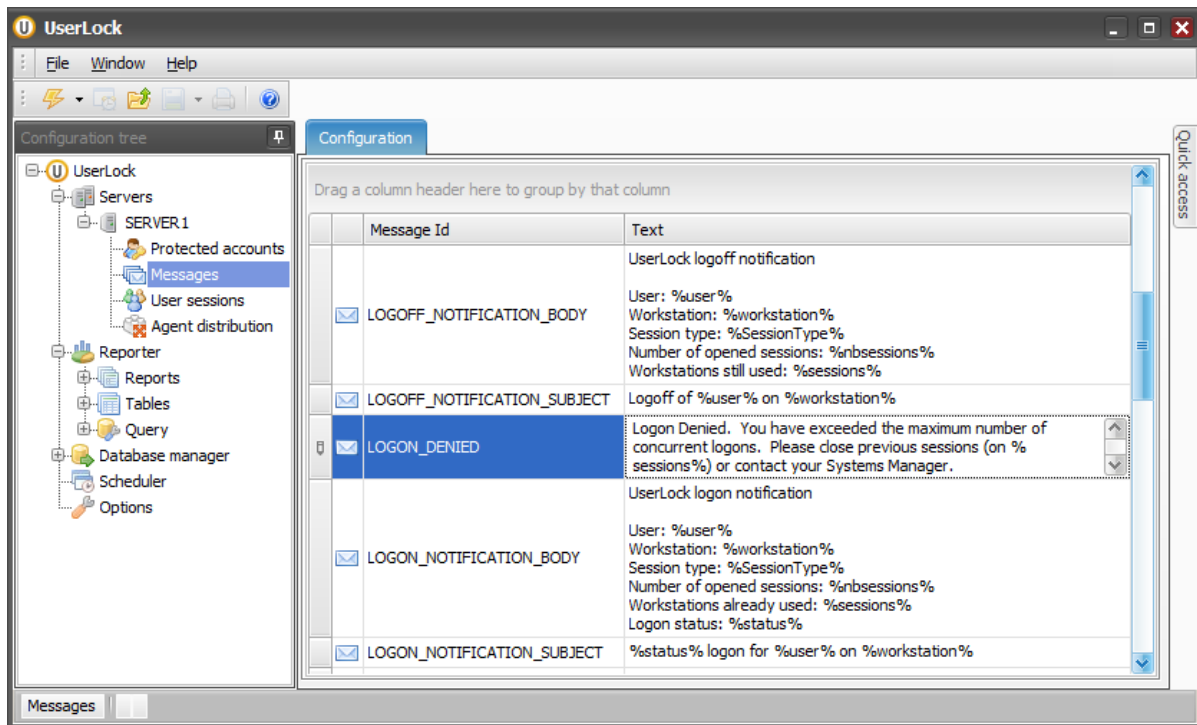 UserLock
File Window Help
Configuration tree
Configuration
Quick access
UserLock
Servers
SERVER1
Protected accounts
Messages
User sessions
Agent distribution
Reporter
Reports
Tables
Query
Database manager
Scheduler
Options
Drag a column header here to group by that column
Message Id Text
LOGOFF_NOTIFICATION_BODY
UserLock logoff notification
User: %user%
Workstation: %workstation%
Session type: %SessionType%
Number of opened sessions: %nbsessions%
Workstations still used: %sessions%
LOGOFF_NOTIFICATION_SUBJECT Logoff of %user% on %workstation%
LOGON_DENIED
Logon Denied. You have exceeded the maximum number of
concurrent logons. Please close previous sessions (on %
sessions%) or contact your Systems Manager.
LOGON_NOTIFICATION_BODY
UserLock logon notification
User: %user%
Workstation: %workstation%
Session type: %SessionType%
Number of opened sessions: %nbsessions%
Workstations already used: %sessions%
Logon status: %status%
LOGON_NOTIFICATION_SUBJECT %status% logon for %user% on %workstation%
Messages